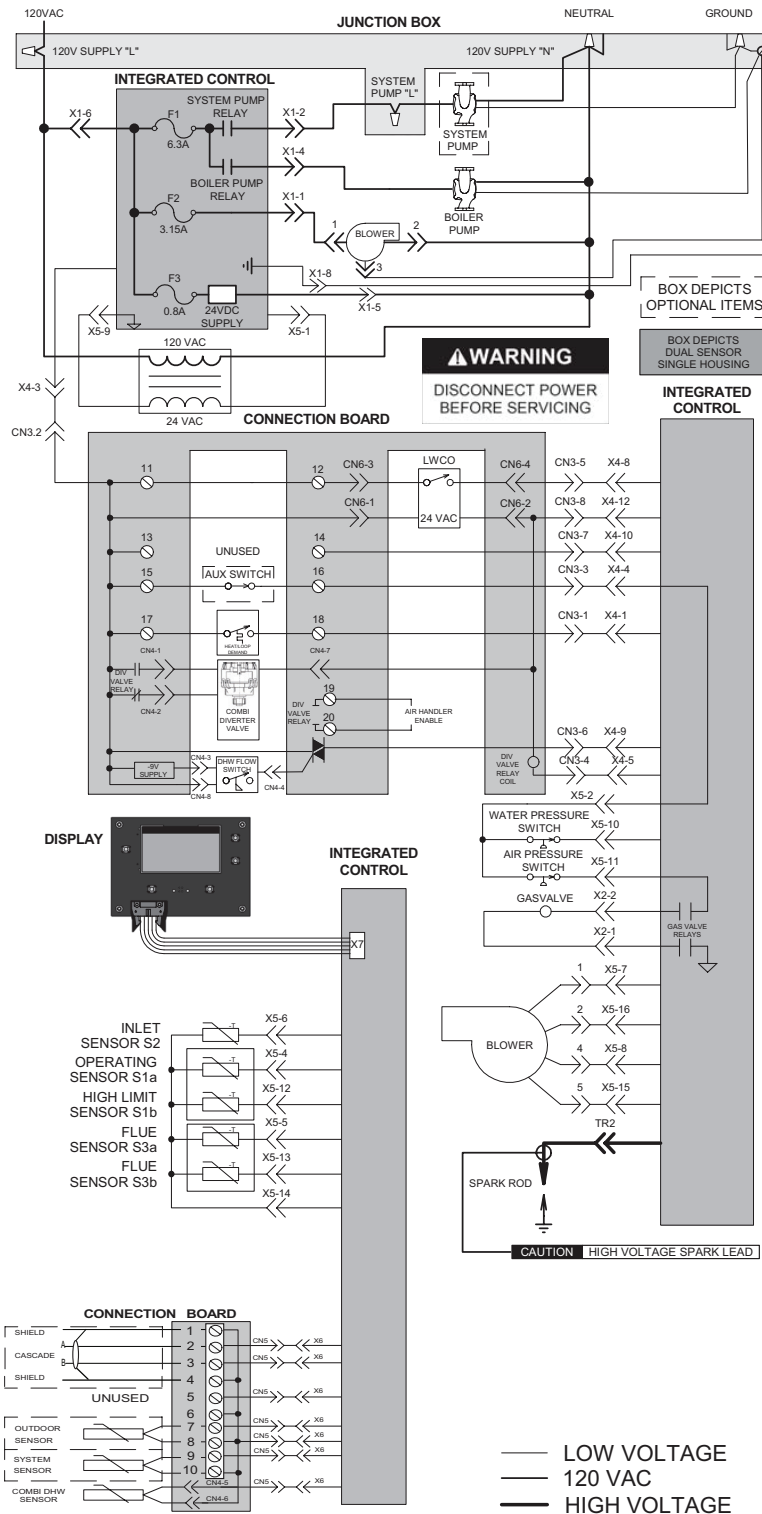 120VAC
NEUTRAL
GROUND
JUNCTION BOX
120V SUPPLY "L"
120V SUPPLY "N"
SYSTEM
PUMP "L"
INTEGRATED CONTROL
SYSTEM PUMP
RELAY
X1-6
F1
6.3A
X1-2
SYSTEM
PUMP
X1-4
BOILER PUMP
RELAY
BOILER
PUMP
F2
3.15A
X1-1
1
BLOWER
2
3
F3
0.8A
24VDC
SUPPLY
X1-8
X1-5
X5-9
X5-1
120 VAC
24 VAC
BOX DEPICTS
OPTIONAL ITEMS
BOX DEPICTS
DUAL SENSOR
SINGLE HOUSING
WARNING
DISCONNECT POWER
BEFORE SERVICING
X4-3
CN3.2
CONNECTION BOARD
INTEGRATED
CONTROL
11
12
CN6-3
LWCO
CN6-4
CN3-5
X4-8
CN6-1
24 VAC
CN6-2
CN3-8
X4-12
13
14
CN3-7
X4-10
UNUSED
15
AUX SWITCH
16
CN3-3
X4-4
17
HEAT/LOOP
DEMAND
18
CN3-1
X4-1
CN4-1
CN4-7
DIV
VALVE
RELAY
CN4-2
COMBI
DIVERTER
VALVE
DIV
VALVE
RELAY
19
20
AIR HANDLER
ENABLE
-9V
SUPPLY
CN4-3
CN4-8
DHW FLOW
SWITCH
CN4-4
DIV
VALVE
RELAY
COIL
CN3-6
X4-9
CN3-4
X4-5
X5-2
WATER PRESSURE
SWITCH
X5-10
AIR PRESSURE
SWITCH
X5-11
GASVALVE
X2-2
X2-1
GAS VALVE
RELAYS
DISPLAY
INTEGRATED
CONTROL
X7
BLOWER
1
X5-7
2
X5-16
4
X5-8
5
X5-15
TR2
SPARK ROD
CAUTION HIGH VOLTAGE SPARK LEAD
INLET
SENSOR S2
-T
X5-6
OPERATING
SENSOR S1a
-T
X5-4
HIGH LIMIT
SENSOR S1b
-T
X5-12
FLUE
SENSOR S3a
-T
X5-5
FLUE
SENSOR S3b
-T
X5-13
X5-14
CONNECTION BOARD
SHIELD
1
CASCADE
A
2
CN5
X6
B
3
CN5
X6
SHIELD
4
UNUSED
5
CN5
X6
6
OUTDOOR
SENSOR
7
CN5
X6
8
CN5
X6
SYSTEM
SENSOR
9
CN5
X6
10
COMBI DHW
SENSOR
CN4-5
CN5
X6
CN4-6
LOW VOLTAGE
120 VAC
HIGH VOLTAGE